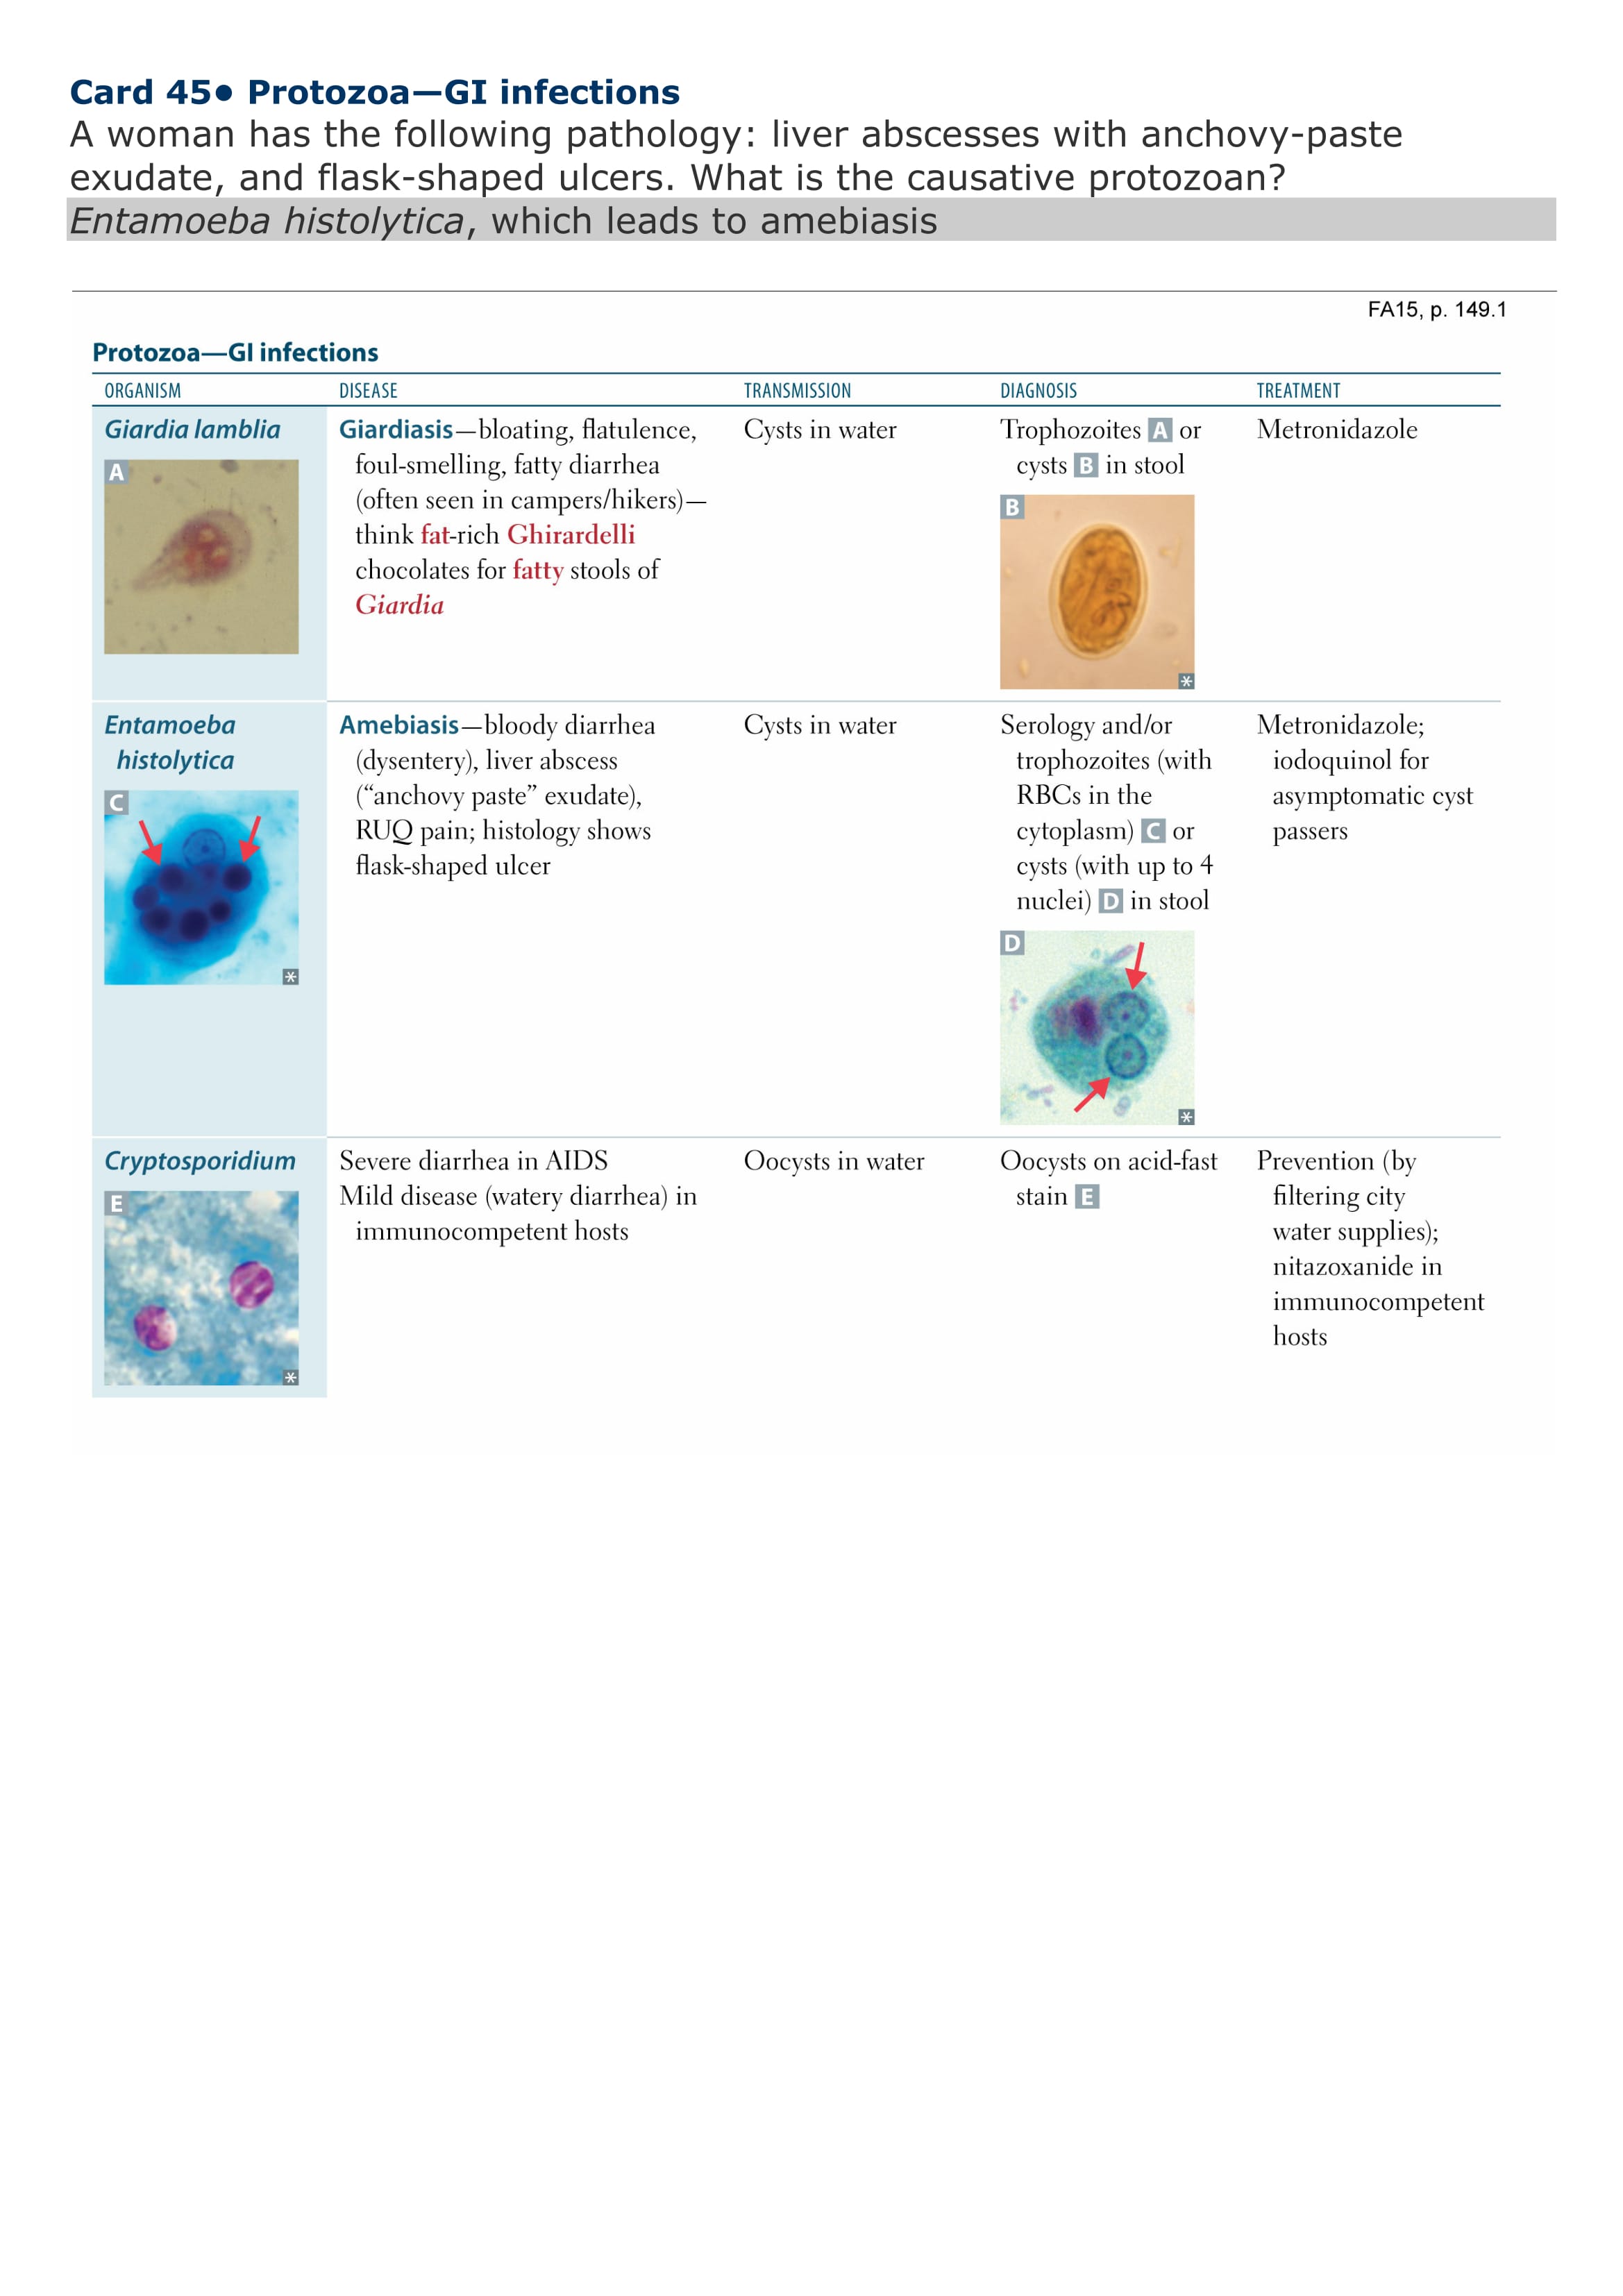 Card 45● Protozoa—GI infections
A woman has the following pathology: liver abscesses with anchovy-paste
exudate, and flask-shaped ulcers. What is the causative protozoan?
Entamoeba histolytica, which leads to amebiasis
FA15, p. 149.1
Protozoa—GI infections
ORGANISM DISEASE TRANSMISSION DIAGNOSIS TREATMENT
Giardia lamblia
A
Giardiasis—bloating, flatulence,
foul-smelling, fatty diarrhea
(often seen in campers/hikers)—
think fat-rich Ghirardelli
chocolates for fatty stools of
Giardia
Cysts in water
Trophozoites A or
cysts B in stool
B
*
Metronidazole
Entamoeba
histolytica
C
*
Amebiasis—bloody diarrhea
(dysentery), liver abscess
(“anchovy paste” exudate),
RUQ pain; histology shows
flask-shaped ulcer
Cysts in water
Serology and/or
trophozoites (with
RBCs in the
cytoplasm) C or
cysts (with up to 4
nuclei) D in stool
D
*
Metronidazole;
iodoquinol for
asymptomatic cyst
passers
Cryptosporidium
E
*
Severe diarrhea in AIDS
Mild disease (watery diarrhea) in
immunocompetent hosts
Oocysts in water
Oocysts on acid-fast
stain E
Prevention (by
filtering city
water supplies);
nitazoxanide in
immunocompetent
hosts